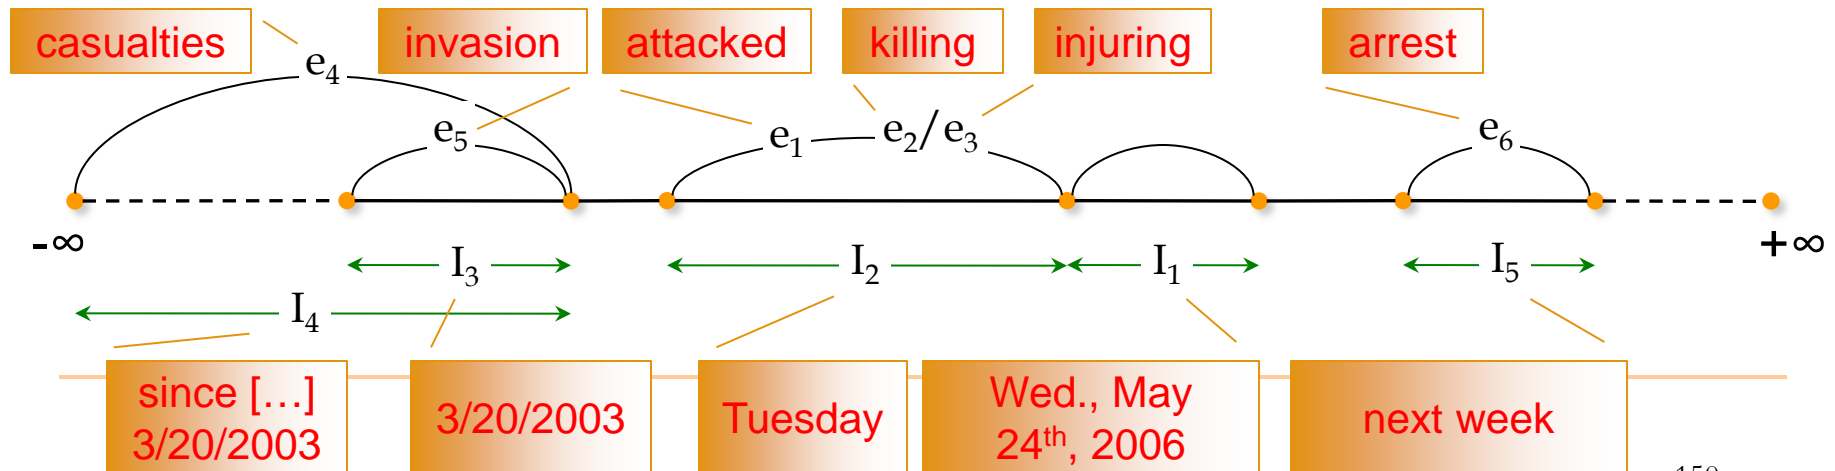 casualties
invasion
attacked
killing
injuring
arrest
e4
e5
e1
e2/e3
e6
-∞
+∞
I3
I2
I1
I5
I4
since […]
3/20/2003
3/20/2003
Tuesday
Wed., May
24th, 2006
next week